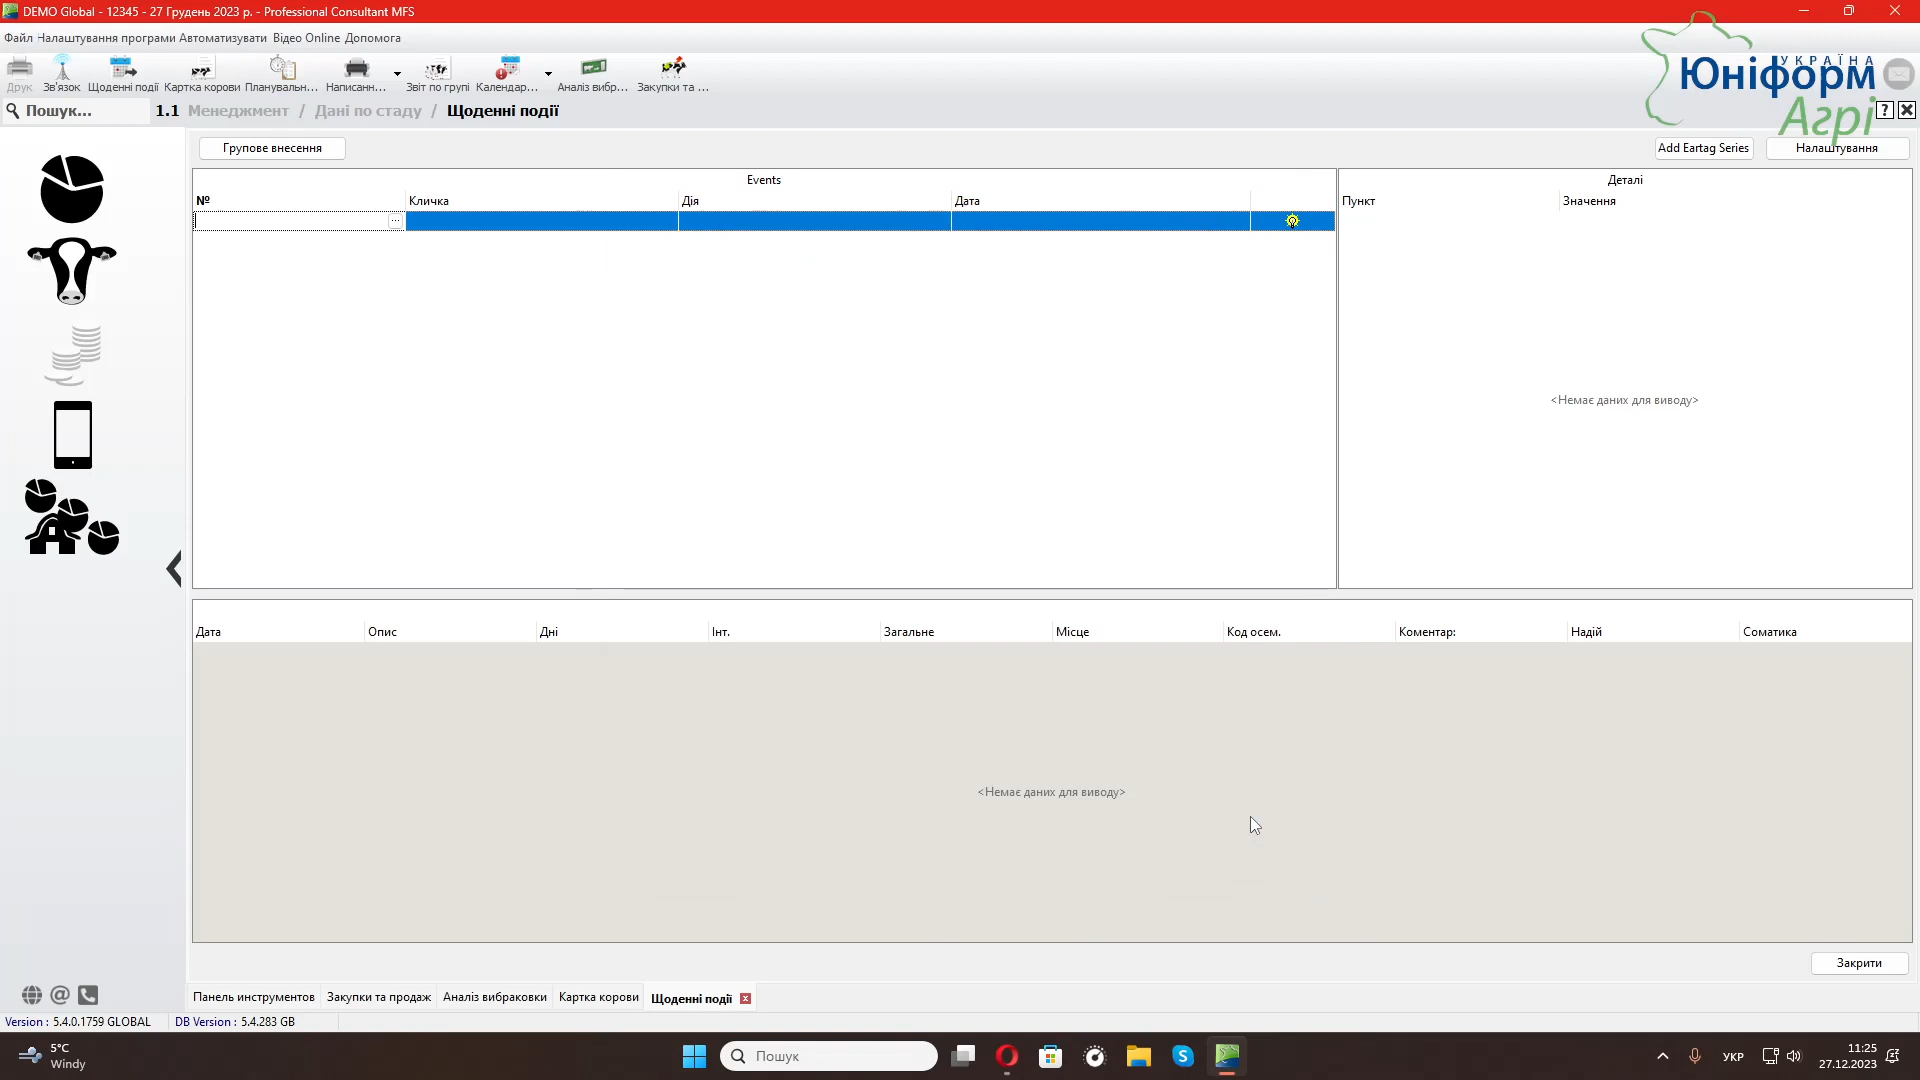 DEMO Global - 12345 - 27 Грудень 2023 р. - Professional Consultant MFS
Файл Налаштування програми Автоматизувати Відео Online Допомога
Друк Зв'язок Щоденні події Картка корови Планувальн... Написанн... Звіт по групі Календар... Аналіз вибр... Закупки та ...
УКРАЇНА
Юніформ
Агрі
Пошук... 1.1 Менеджмент / Дані по стаду / Щоденні події
Групове внесення Add Eartag Series Налаштування
Events Деталі
№ Кличка Дія Дата Пункт Значення
<Немає даних для виводу>
Дата Опис Дні Інт. Загальне Місце Код осем. Коментар: Надій Соматика
<Немає даних для виводу>
Закрити
Панель инструментов Закупки та продаж Аналіз вибраковки Картка корови Щоденні події
Version : 5.4.0.1759 GLOBAL DB Version : 5.4.283 GB
5°C
Windy
Пошук
УКР
11:25
27.12.2023